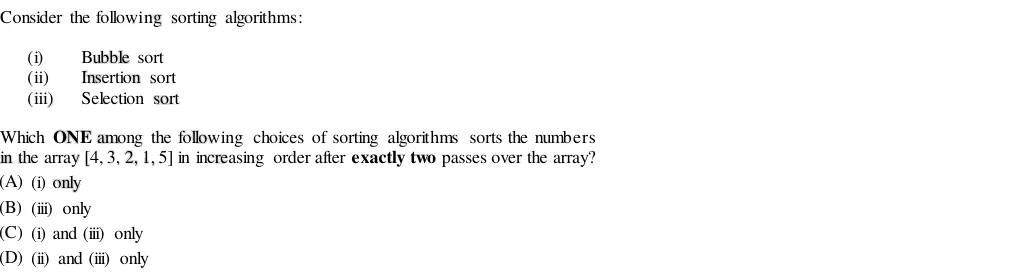 Consider the following sorting algorithms:
(i) Bubble sort
(ii) Insertion sort
(iii) Selection sort
Which ONE among the following choices of sorting algorithms sorts the numbers
in the array [4, 3, 2, 1, 5] in increasing order after exactly two passes over the array?
(A) (i) only
(B) (iii) only
(C) (i) and (iii) only
(D) (ii) and (iii) only